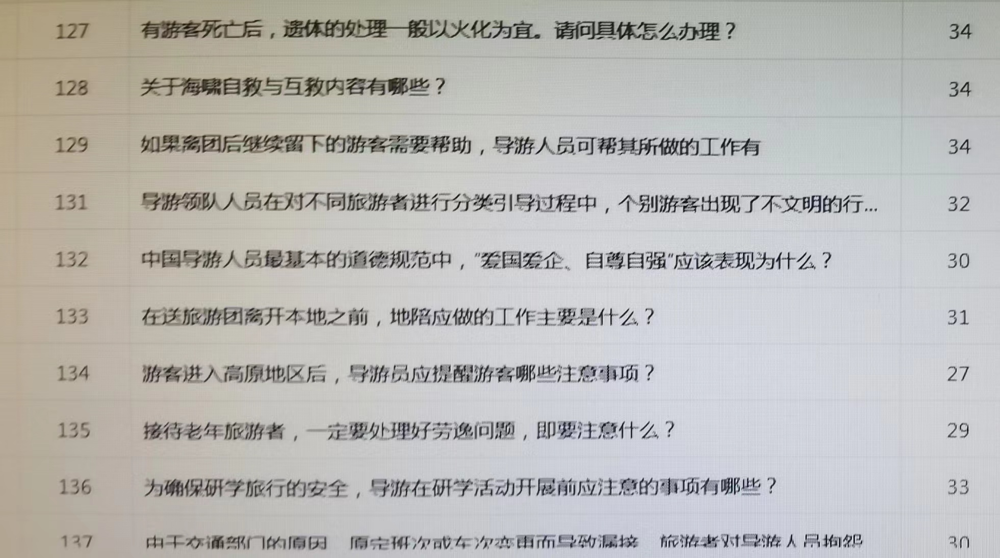 127 有游客死亡后，遗体的处理一般以火化为宜。请问具体怎么办理？ 34
128 关于海啸自救与互救内容有哪些？ 34
129 如果离团后继续留下的游客需要帮助，导游人员可帮其所做的工作有 34
131 导游领队人员在对不同旅游者进行分类引导过程中，个别游客出现了不文明的行... 32
132 中国导游人员最基本的道德规范中，"爱国爱企、自尊自强"应该表现为什么？ 30
133 在送旅游团离开本地之前，地陪应做的工作主要是什么？ 31
134 游客进入高原地区后，导游员应提醒游客哪些注意事项？ 27
135 接待老年旅游者，一定要处理好劳逸问题，即要注意什么？ 29
136 为确保研学旅行的安全，导游在研学活动开展前应注意的事项有哪些？ 33
137 由于交通部门的原因 原定班次或车次变更而导致漏接 旅游者对导游人员抱怨 30